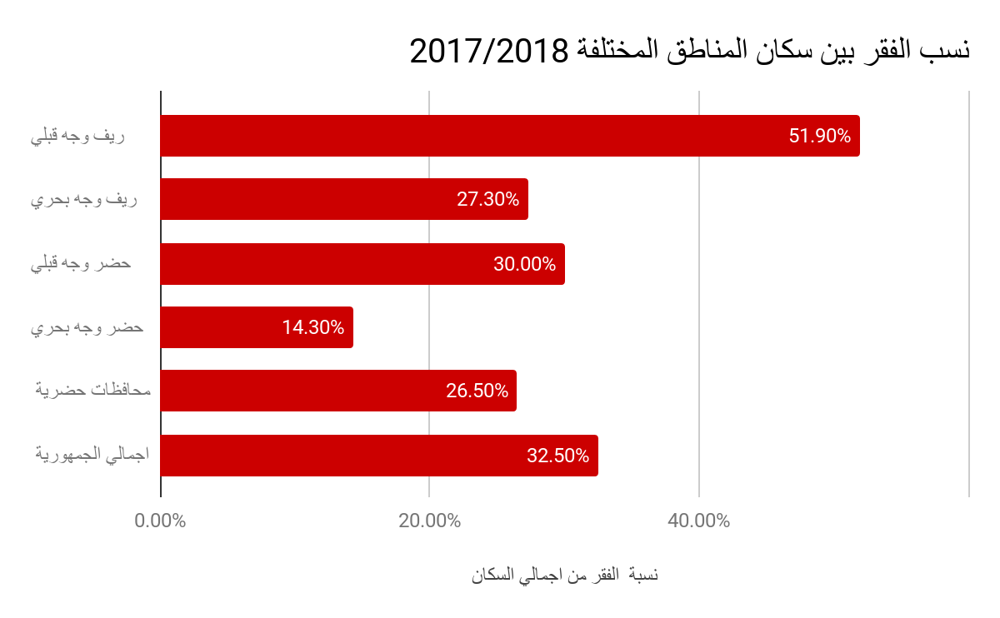 نسب الفقر بين سكان المناطق المختلفة 2017/2018
ريف وجه قبلي
51.90%
ريف وجه بحري
27.30%
حضر وجه قبلي
30.00%
حضر وجه بحري
14.30%
محافظات حضرية
26.50%
اجمالي الجمهورية
32.50%
0.00%
20.00%
40.00%
نسبة الفقر من اجمالي السكان